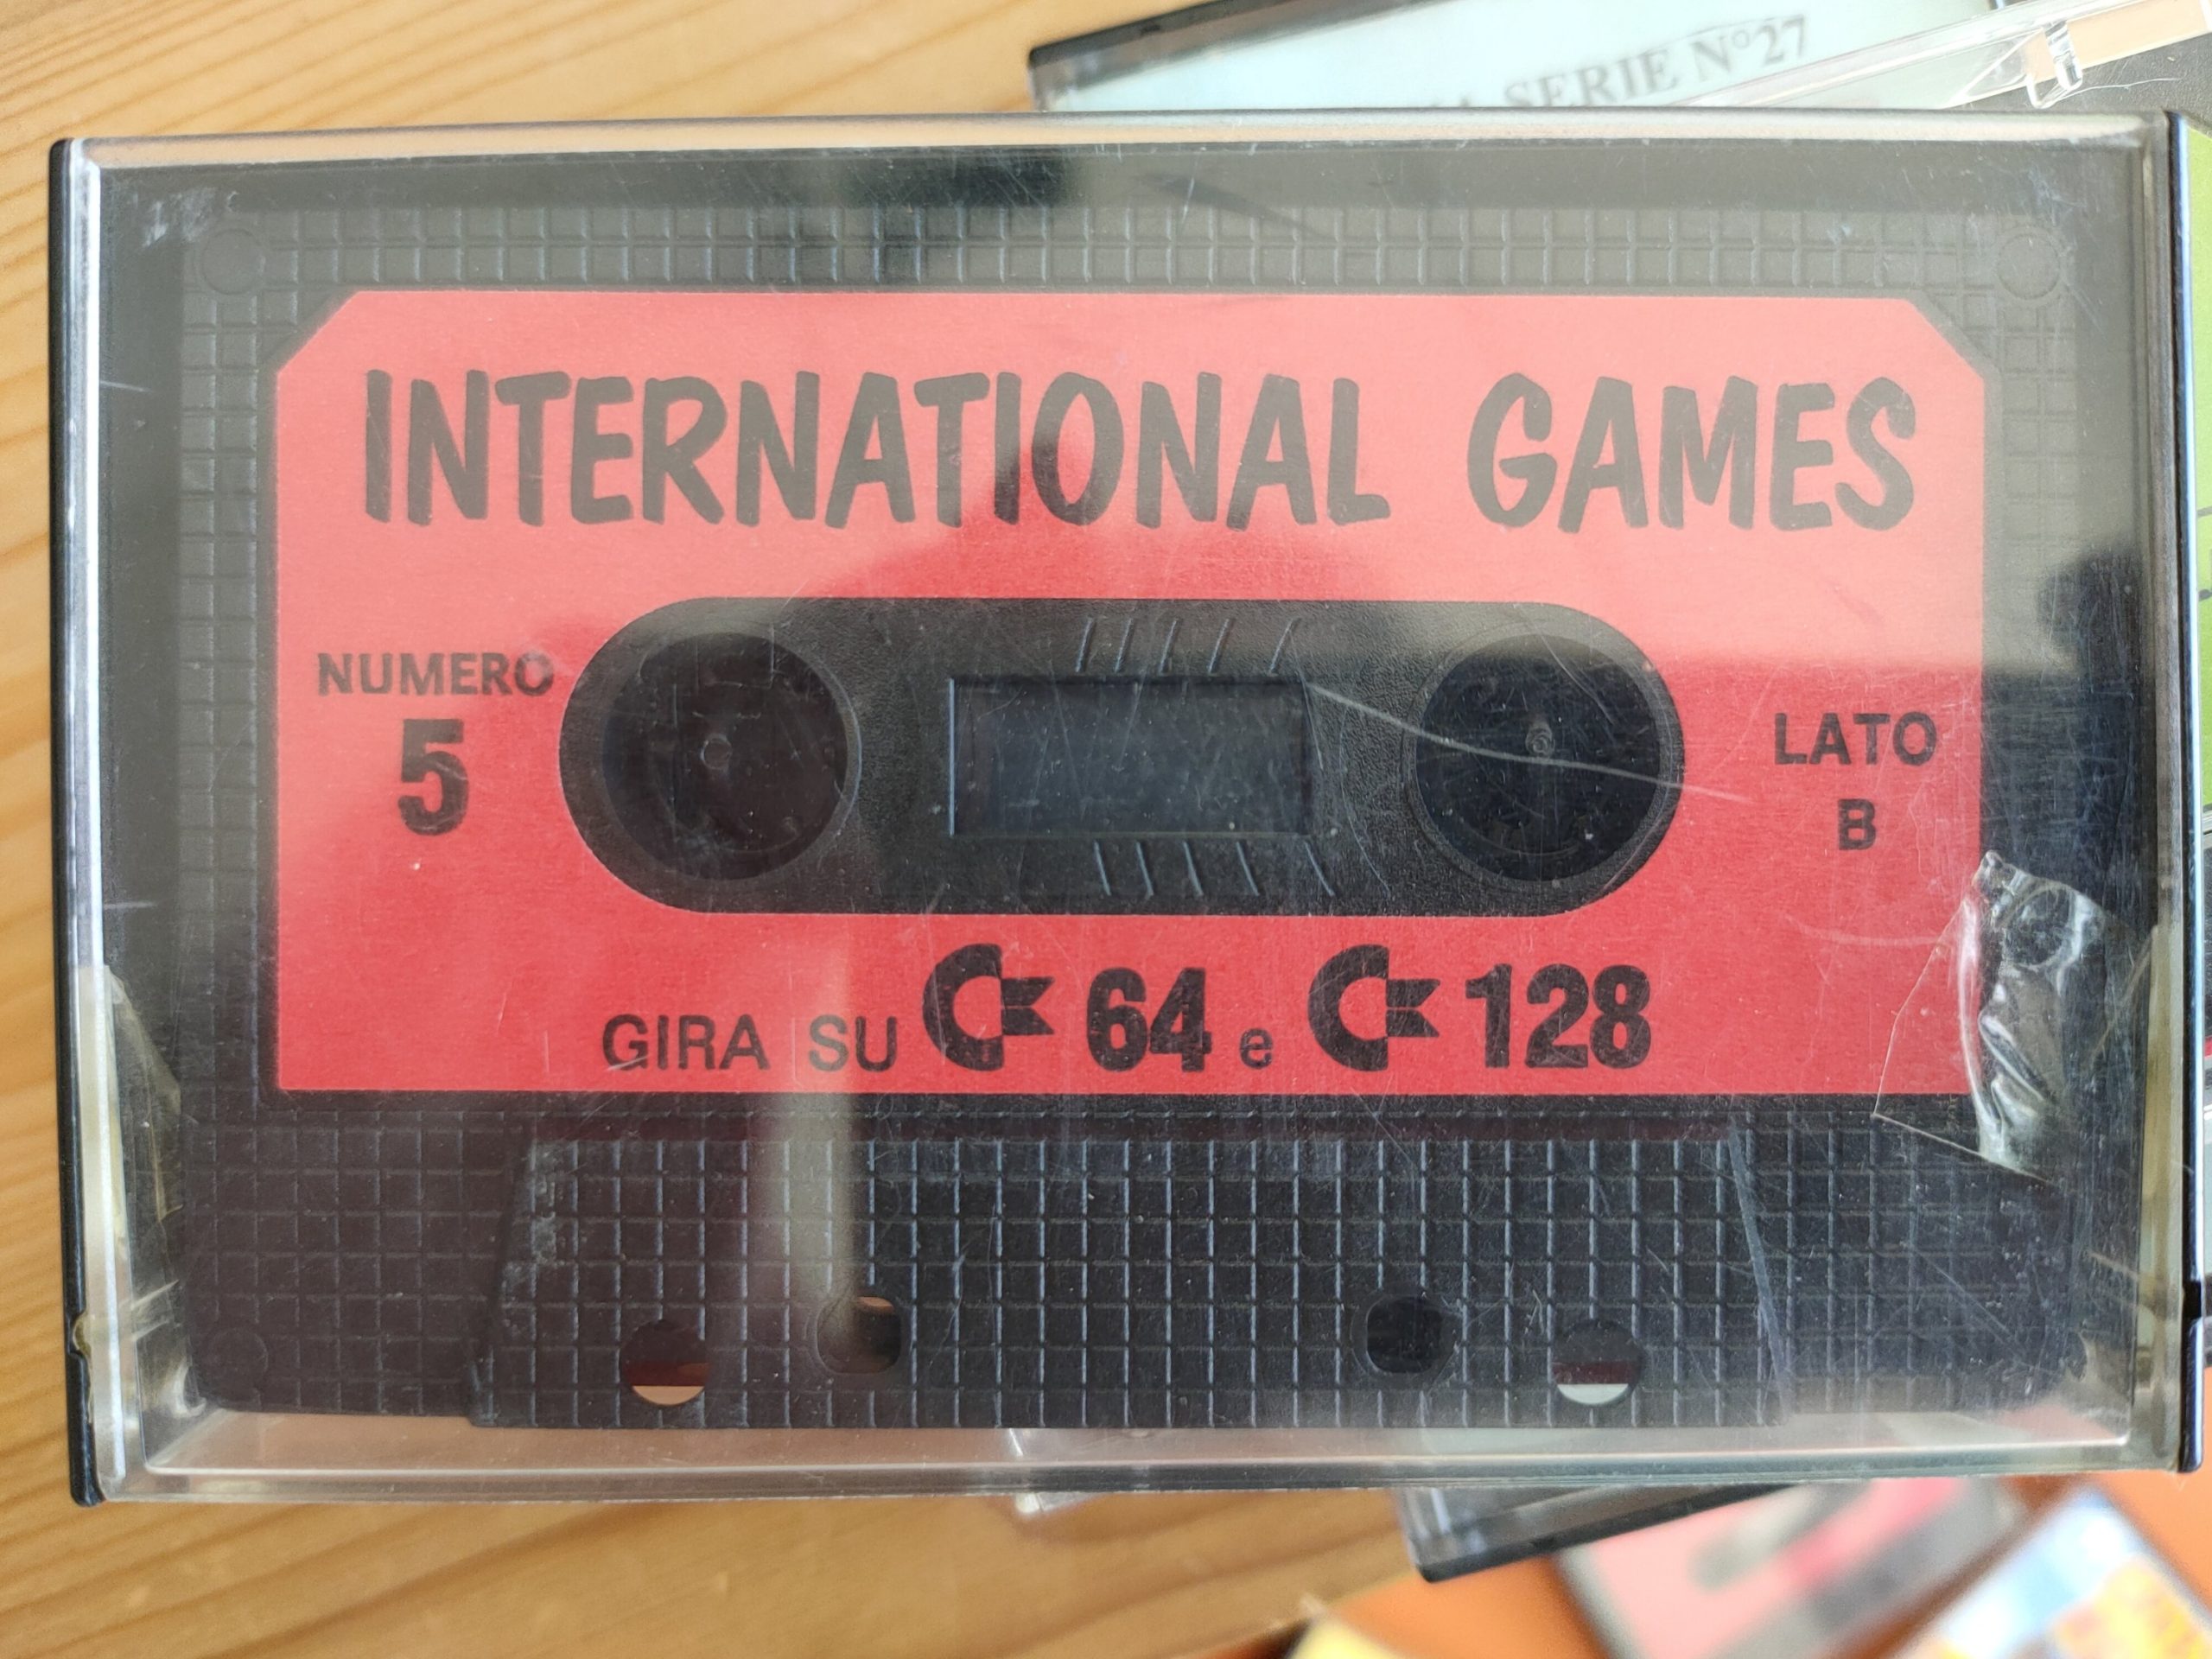 SERIE N°27
INTERNATIONAL GAMES
NUMERO
5
LATO
B
GIRA SU C 64 e C 128